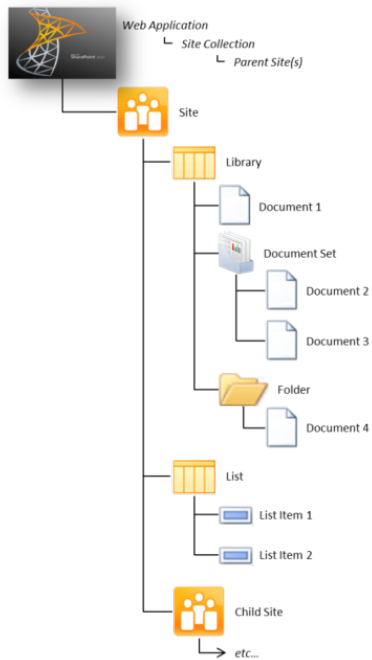 Web Application
Site Collection
Parent Site(s)
SharePoint
Site
Library
Document 1
Document Set
Document 2
Document 3
Folder
Document 4
List
List Item 1
List Item 2
Child Site
etc...